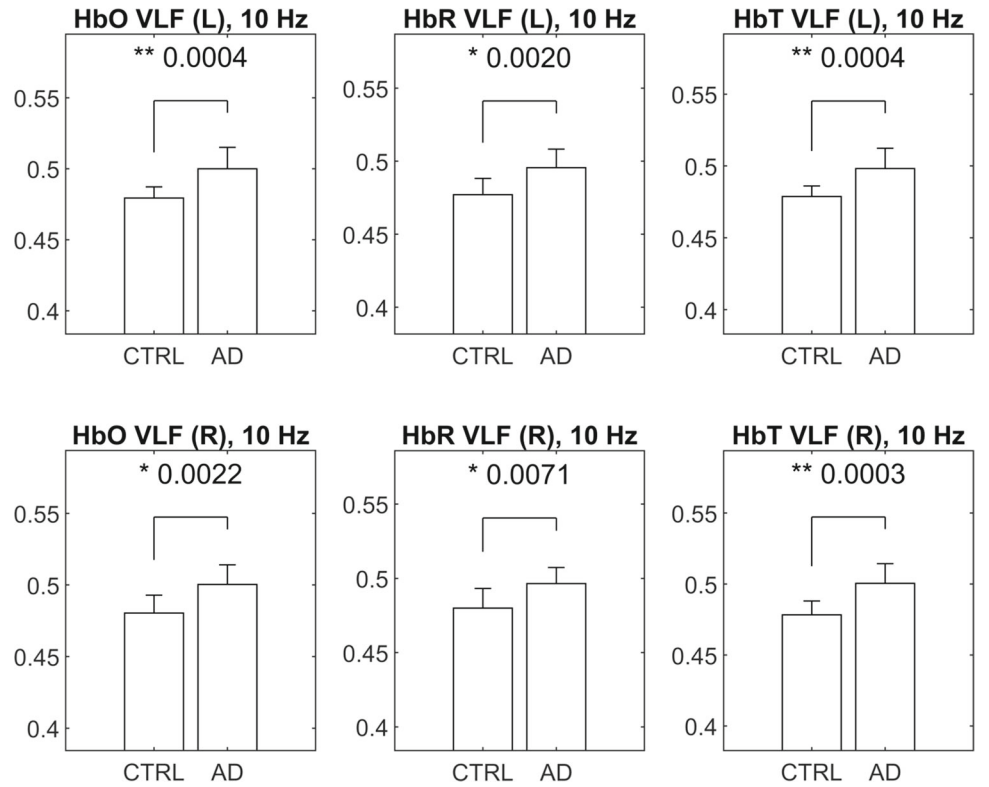 HbO VLF (L), 10 Hz
** 0.0004
0.55
0.5
0.45
0.4
CTRL AD
HbR VLF (L), 10 Hz
* 0.0020
0.55
0.5
0.45
0.4
CTRL AD
HbT VLF (L), 10 Hz
** 0.0004
0.55
0.5
0.45
0.4
CTRL AD
HbO VLF (R), 10 Hz
* 0.0022
0.55
0.5
0.45
0.4
CTRL AD
HbR VLF (R), 10 Hz
* 0.0071
0.55
0.5
0.45
0.4
CTRL AD
HbT VLF (R), 10 Hz
** 0.0003
0.55
0.5
0.45
0.4
CTRL AD